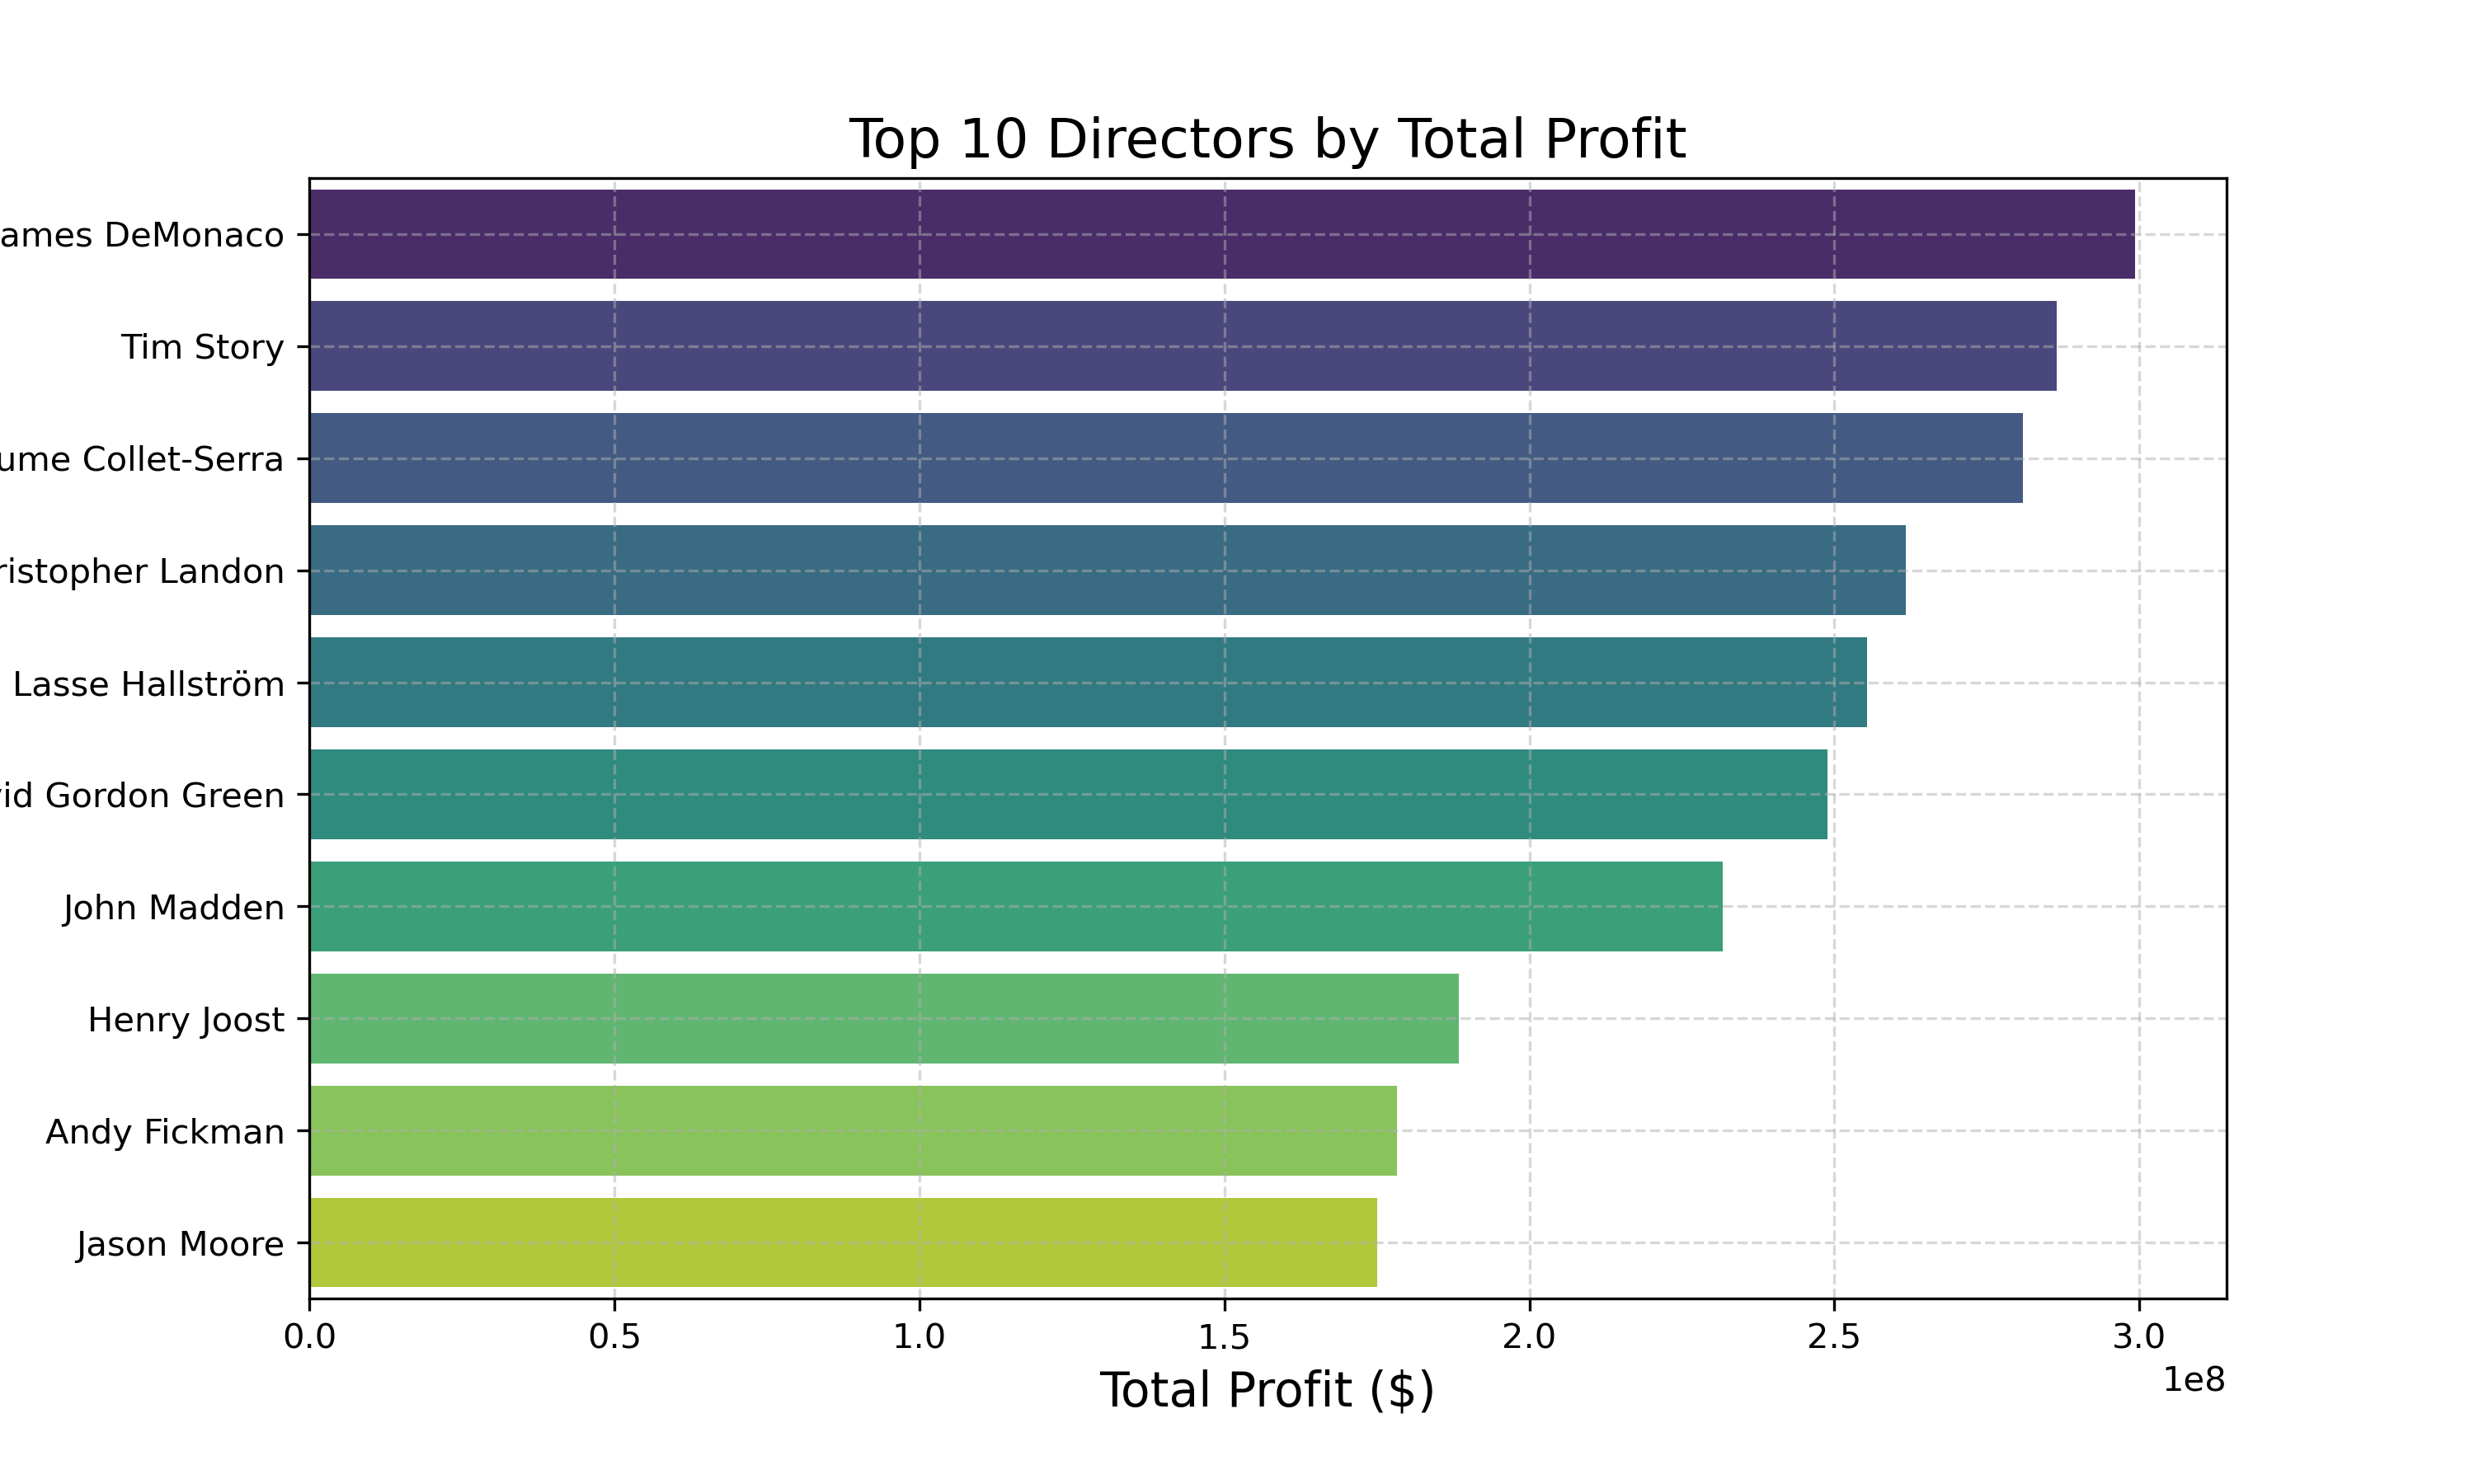 Top 10 Directors by Total Profit
ames DeMonaco
Tim Story
ume Collet-Serra
ristopher Landon
Lasse Hallström
vid Gordon Green
John Madden
Henry Joost
Andy Fickman
Jason Moore
0.0 0.5 1.0 1.5 2.0 2.5 3.0
1e8
Total Profit ($)